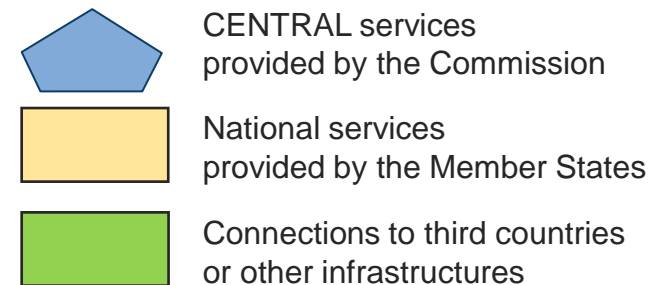 CENTRAL services
provided by the Commission
National services
provided by the Member States
Connections to third countries
or other infrastructures